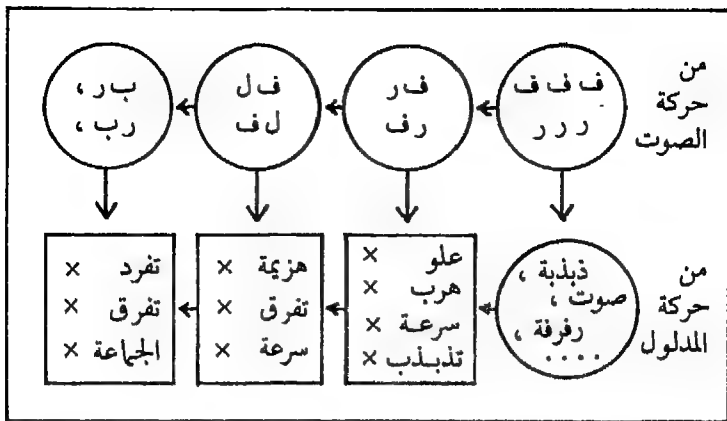 من
حركة
الصوت
ف ف ف
ر ر ر
ف ر
ر ف
ف ل
ل ف
ب ر ،
ر ب ،
من
حركة
المدلول
ذبذبة ،
صوت ،
رفرفة ،
....
علو ×
هرب ×
سرعة ×
تذبذب ×
هزيمة ×
تفرق ×
سرعة ×
تفرد ×
تفرق ×
الجماعة ×